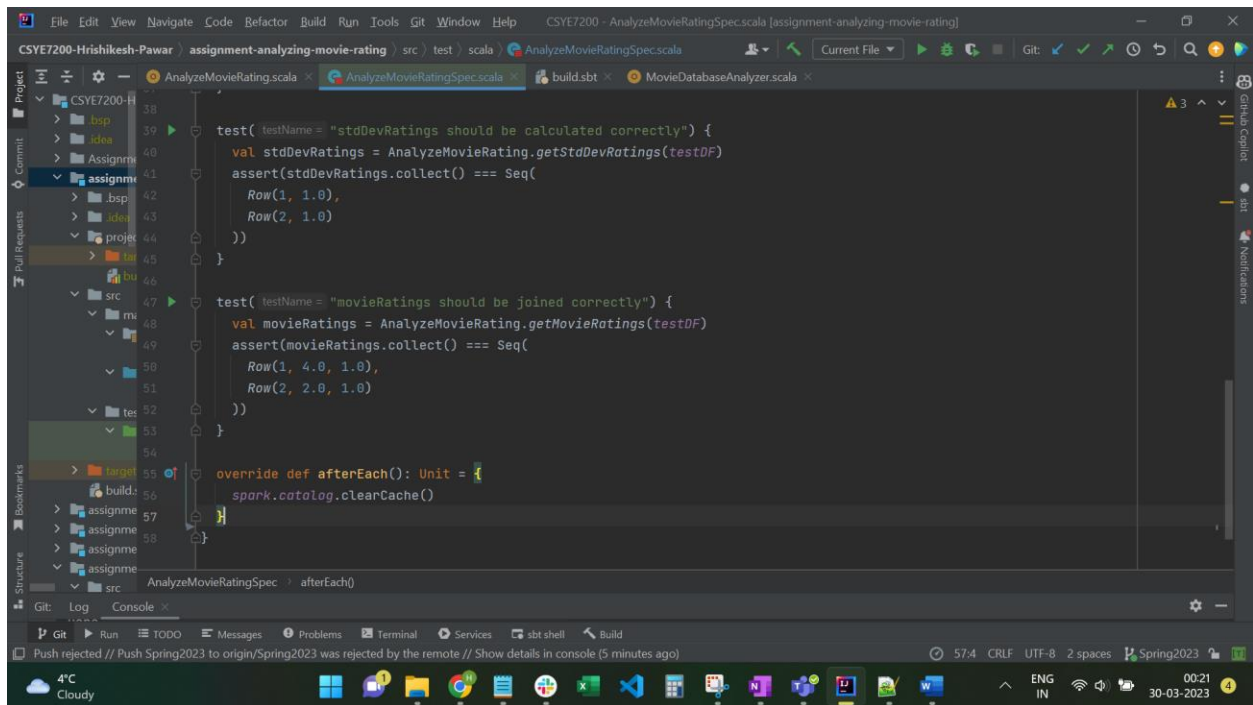 File Edit View Navigate Code Refactor Build Run Tools Git Window Help CSYE7200 - AnalyzeMovieRatingSpec.scala [assignment-analyzing-movie-rating]
CSYE7200-Hrishikesh-Pawar assignment-analyzing-movie-rating src test scala AnalyzeMovieRatingSpec.scala Current File Git:
AnalyzeMovieRating.scala AnalyzeMovieRatingSpec.scala build.sbt MovieDatabaseAnalyzer.scala
Project
Commit
Pull Requests
Bookmarks
Structure
CSYE7200-H
.bsp
.idea
Assignme
assignme
.bsp
.idea
projec
tar
bu
src
ma
tes
target
build.s
assignme
assignme
assignme
assignme
src
3
38
39 test( testName = "stdDevRatings should be calculated correctly") {
40 val stdDevRatings = AnalyzeMovieRating.getStdDevRatings(testDF)
41 assert(stdDevRatings.collect() === Seq(
42 Row(1, 1.0),
43 Row(2, 1.0)
44 ))
45 }
46
47 test( testName = "movieRatings should be joined correctly") {
48 val movieRatings = AnalyzeMovieRating.getMovieRatings(testDF)
49 assert(movieRatings.collect() === Seq(
50 Row(1, 4.0, 1.0),
51 Row(2, 2.0, 1.0)
52 ))
53 }
54
55 override def afterEach(): Unit = {
56 spark.catalog.clearCache()
57 }
58 }
GitHub Copilot
sbt
Notifications
AnalyzeMovieRatingSpec afterEach()
Git: Log Console
Git Run TODO Messages Problems Terminal Services sbt shell Build
Push rejected // Push Spring2023 to origin/Spring2023 was rejected by the remote // Show details in console (5 minutes ago) 57:4 CRLF UTF-8 2 spaces Spring2023
4°C
Cloudy
ENG
IN
00:21
30-03-2023
4